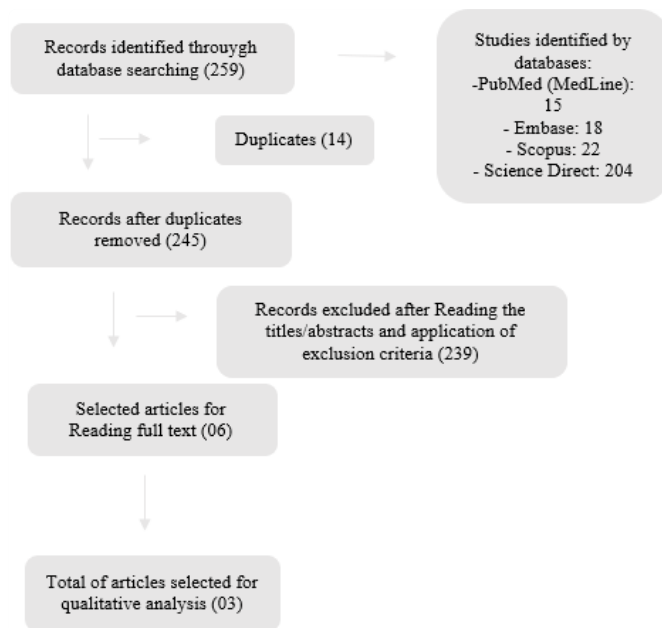 Records identified throuygh
database searching (259)
Studies identified by
databases:
-PubMed (MedLine):
15
- Embase: 18
- Scopus: 22
- Science Direct: 204
Duplicates (14)
Records after duplicates
removed (245)
Records excluded after Reading the
titles/abstracts and application of
exclusion criteria (239)
Selected articles for
Reading full text (06)
Total of articles selected for
qualitative analysis (03)